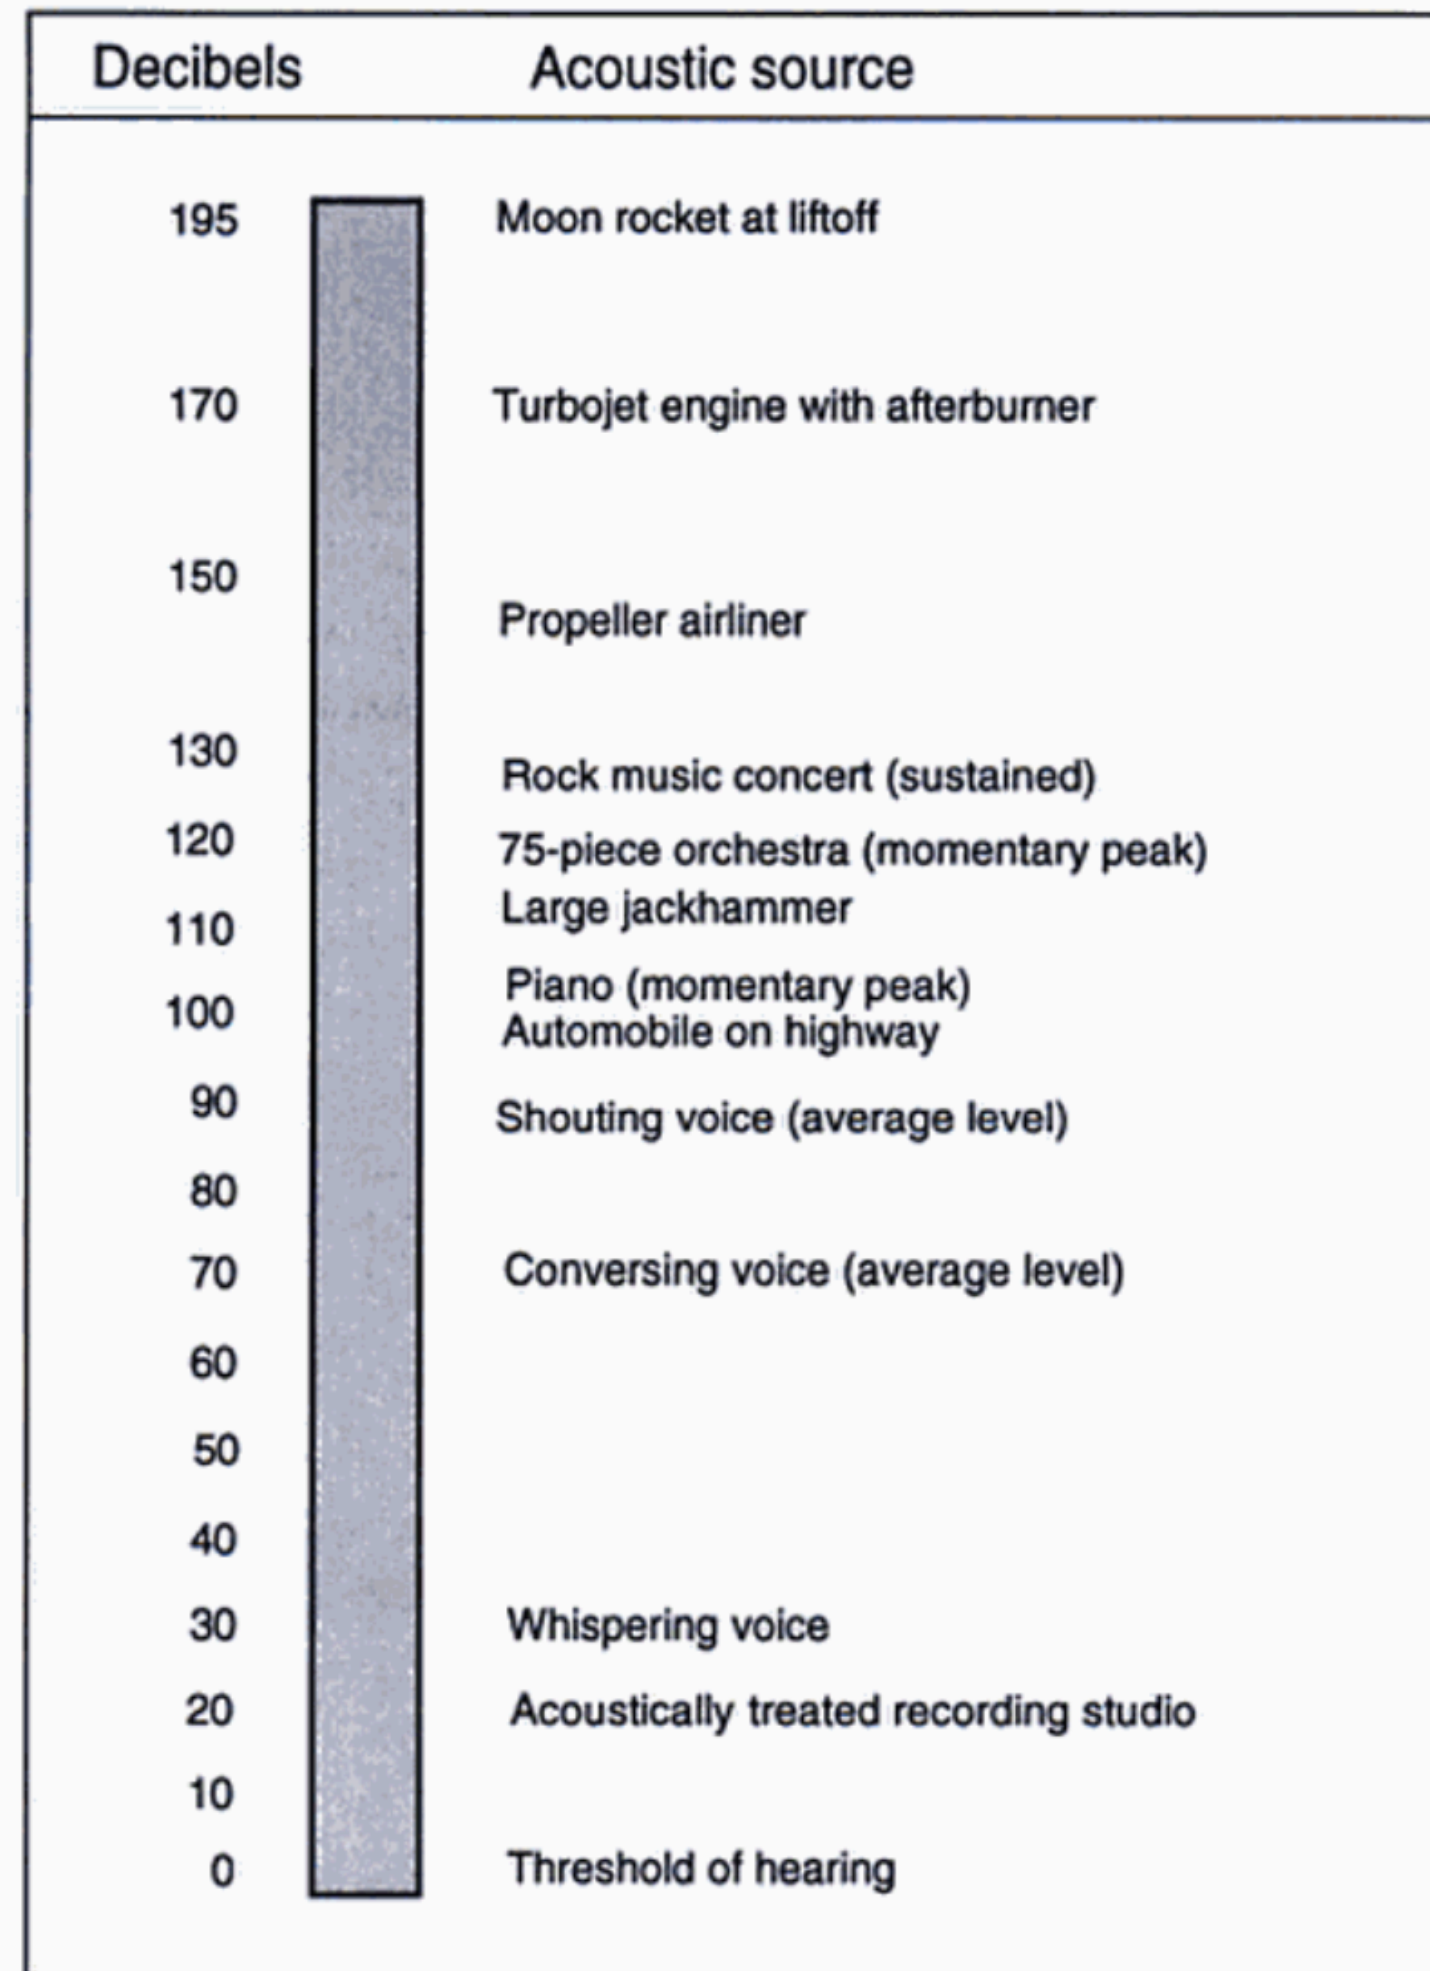 Decibels Acoustic source
195 Moon rocket at liftoff
170 Turbojet engine with afterburner
150
Propeller airliner
130
Rock music concert (sustained)
120 75-piece orchestra (momentary peak)
Large jackhammer
110
Piano (momentary peak)
100
Automobile on highway
90 Shouting voice (average level)
80
70 Conversing voice (average level)
60
50
40
30 Whispering voice
20 Acoustically treated recording studio
10
0 Threshold of hearing